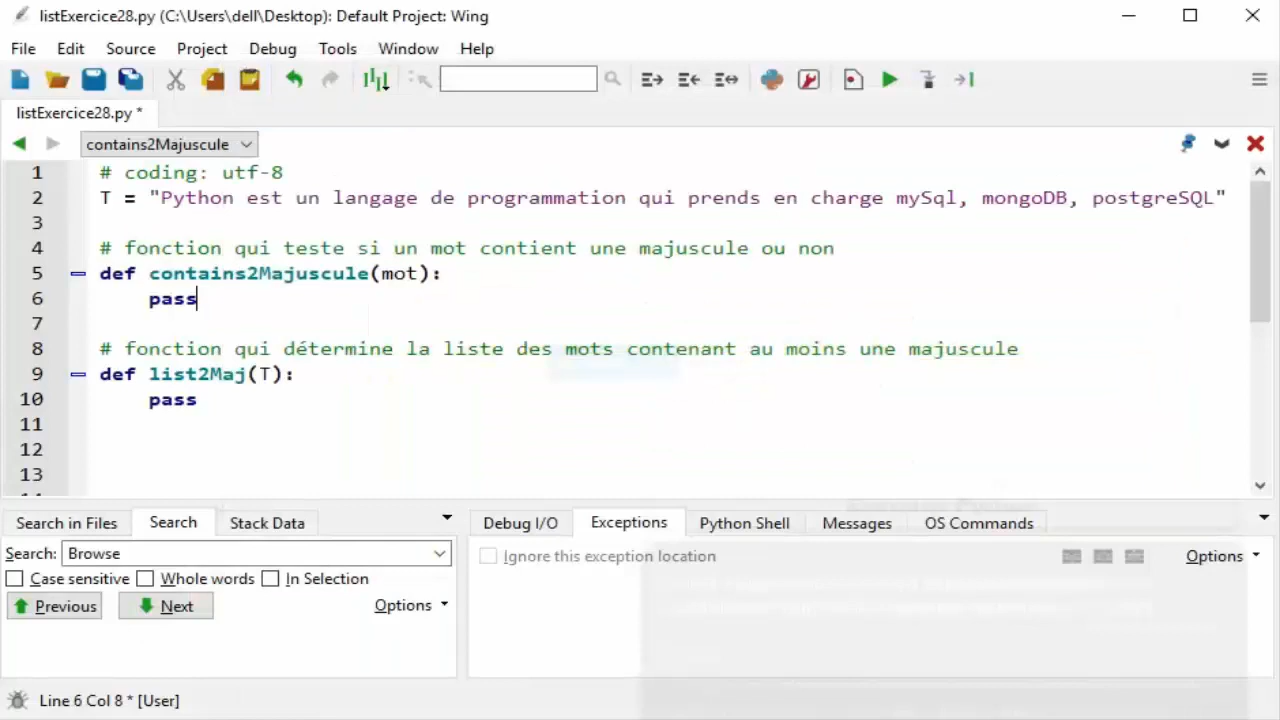 listExercice28.py (C:\Users\dell\Desktop): Default Project: Wing
File Edit Source Project Debug Tools Window Help
listExercice28.py *
contains2Majuscule
1 # coding: utf-8
2 T = "Python est un langage de programmation qui prends en charge mySql, mongoDB, postgreSQL"
3
4 # fonction qui teste si un mot contient une majuscule ou non
5 def contains2Majuscule(mot):
6 pass
7
8 # fonction qui détermine la liste des mots contenant au moins une majuscule
9 def list2Maj(T):
10 pass
11
12
13
Search in Files Search Stack Data
Debug I/O Exceptions Python Shell Messages OS Commands
Search: Browse
Ignore this exception location Options
Case sensitive Whole words In Selection
Previous Next Options
Line 6 Col 8 * [User]